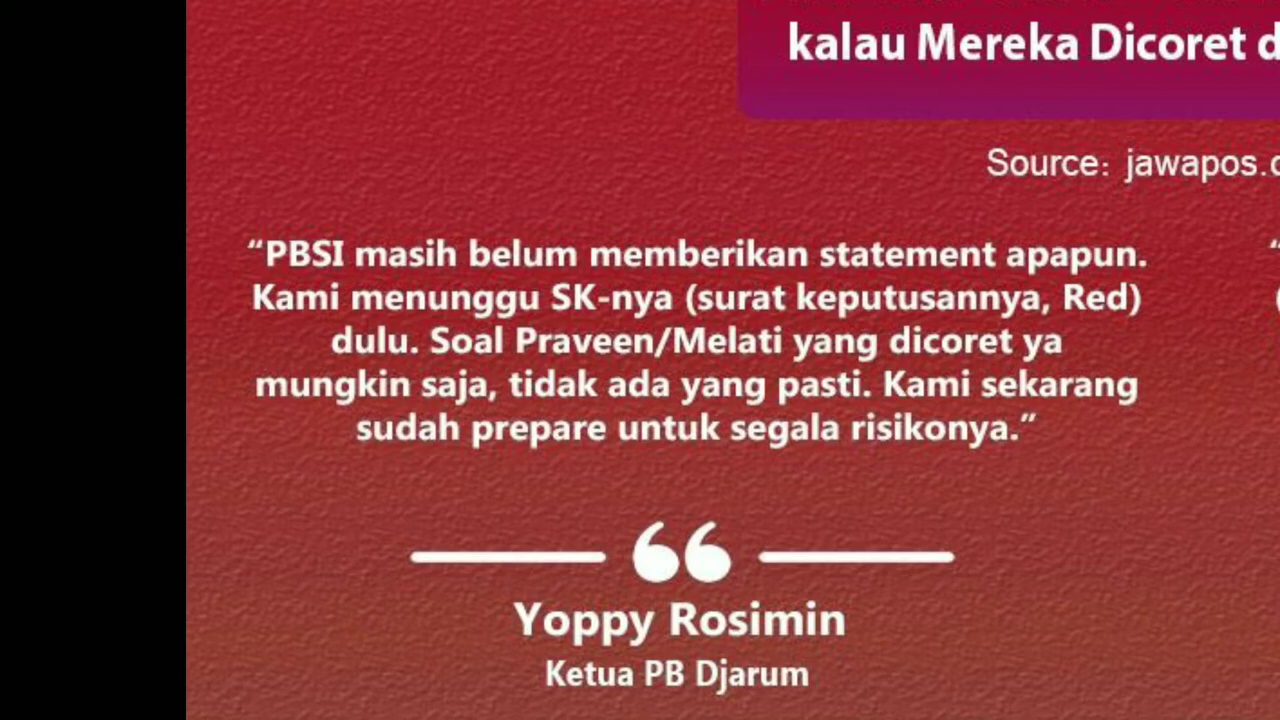 kalau Mereka Dicoret
Source: jawapos.
“PBSI masih belum memberikan statement apapun.
Kami menunggu SK-nya (surat keputusannya, Red)
dulu. Soal Praveen/Melati yang dicoret ya
mungkin saja, tidak ada yang pasti. Kami sekarang
sudah prepare untuk segala risikonya.”
Yoppy Rosimin
Ketua PB Djarum